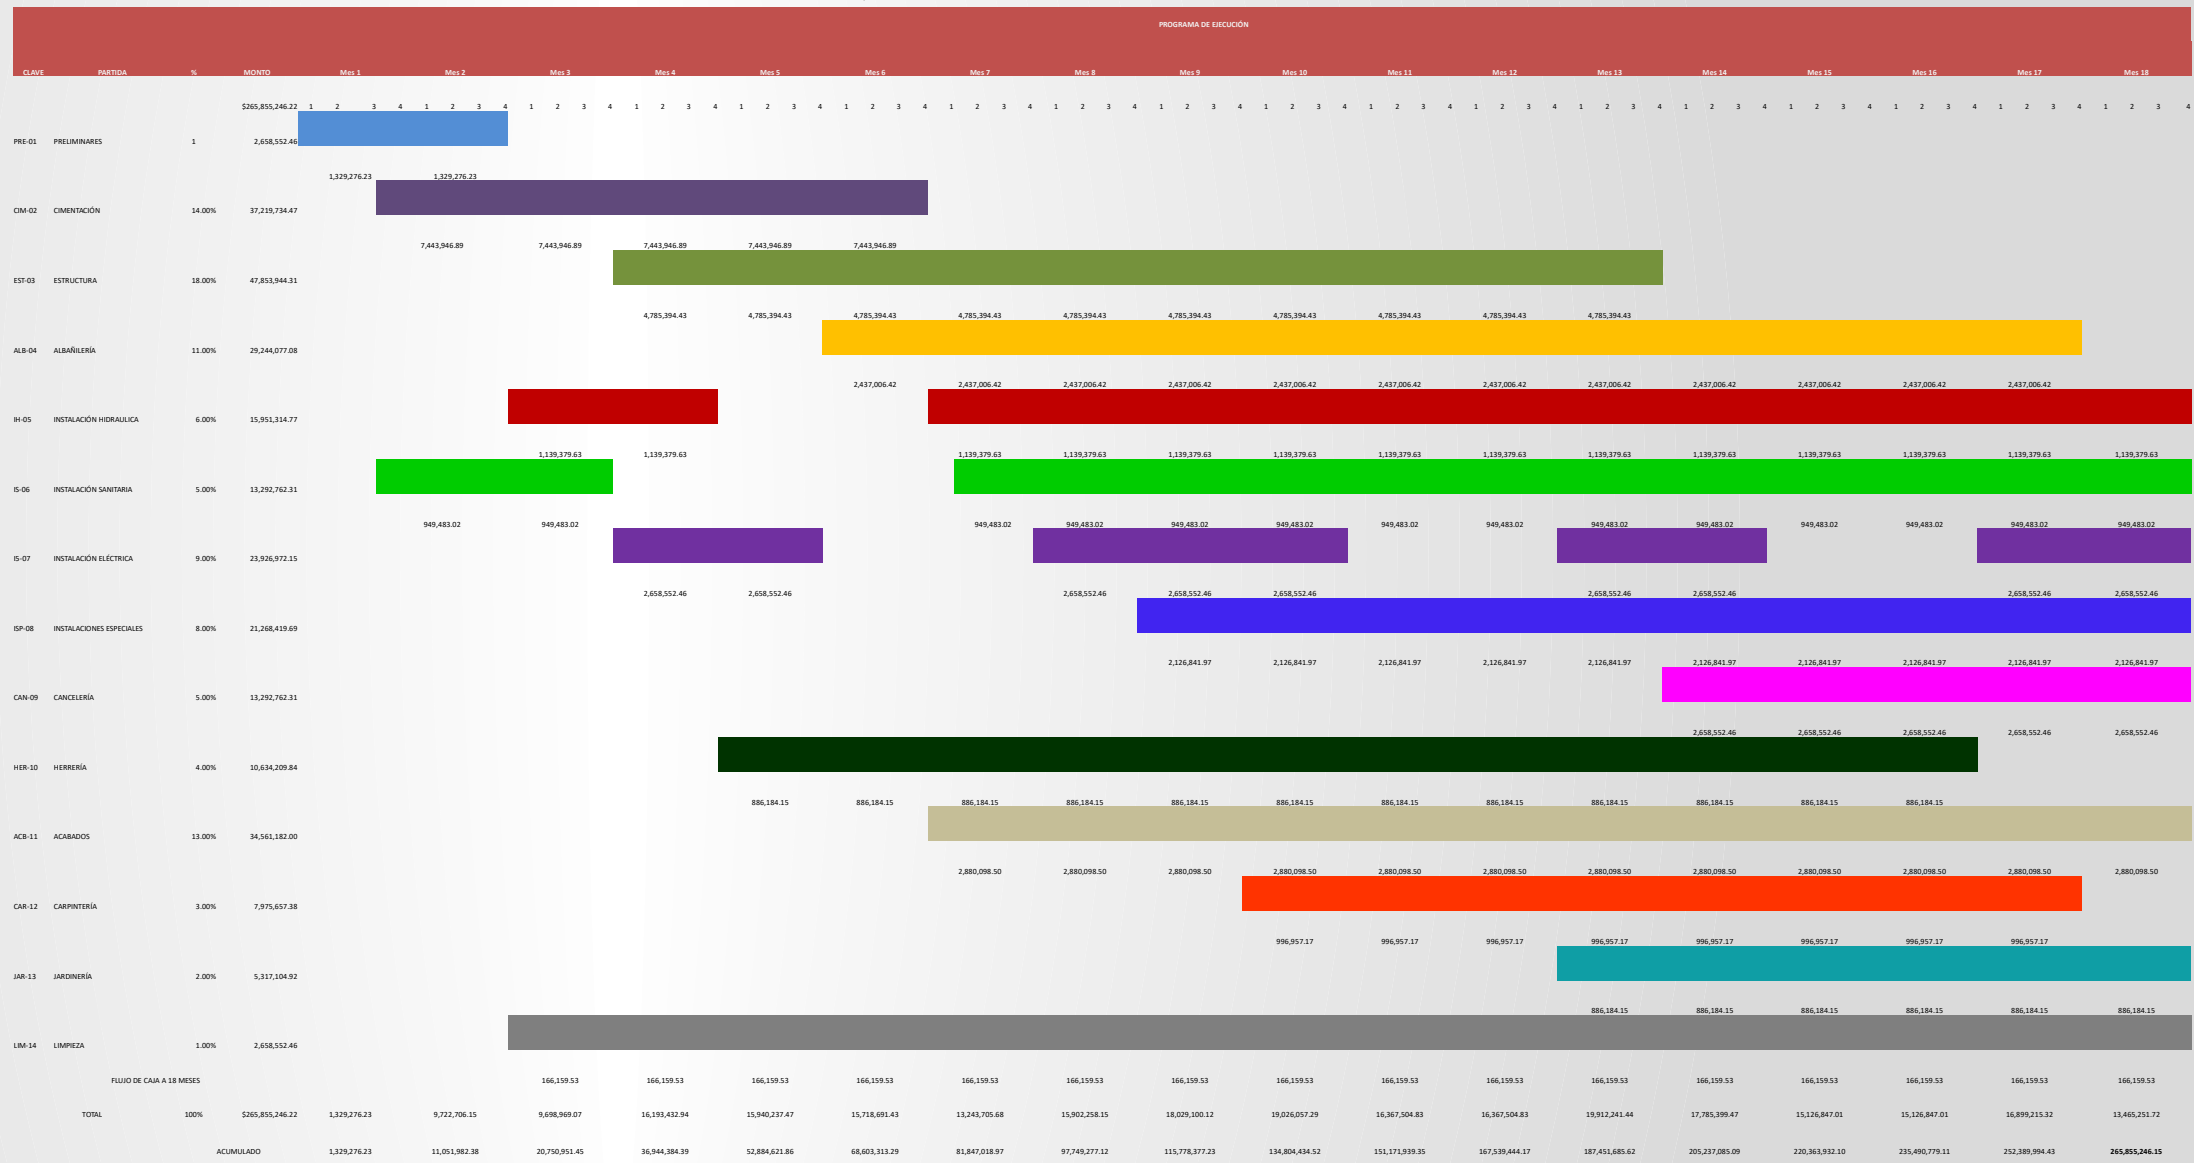 PROGRAMA DE EJECUCIÓN
CLAVE PARTIDA % MONTO Mes 1 Mes 2 Mes 3 Mes 4 Mes 5 Mes 6 Mes 7 Mes 8 Mes 9 Mes 10 Mes 11 Mes 12 Mes 13 Mes 14 Mes 15 Mes 16 Mes 17 Mes 18
$265,855,246.22 1 2 3 4 1 2 3 4 1 2 3 4 1 2 3 4 1 2 3 4 1 2 3 4 1 2 3 4 1 2 3 4 1 2 3 4 1 2 3 4 1 2 3 4 1 2 3 4 1 2 3 4 1 2 3 4 1 2 3 4 1 2 3 4 1 2 3 4 1 2 3 4
PRE-01 PRELIMINARES 1 2,658,552.46
1,329,276.23 1,329,276.23
CIM-02 CIMENTACIÓN 14.00% 37,219,734.47
7,443,946.89 7,443,946.89 7,443,946.89 7,443,946.89 7,443,946.89
EST-03 ESTRUCTURA 18.00% 47,853,944.31
4,785,394.43 4,785,394.43 4,785,394.43 4,785,394.43 4,785,394.43 4,785,394.43 4,785,394.43 4,785,394.43 4,785,394.43 4,785,394.43
ALB-04 ALBAÑILERÍA 11.00% 29,244,077.08
2,437,006.42 2,437,006.42 2,437,006.42 2,437,006.42 2,437,006.42 2,437,006.42 2,437,006.42 2,437,006.42 2,437,006.42 2,437,006.42 2,437,006.42 2,437,006.42
IH-05 INSTALACIÓN HIDRAULICA 6.00% 15,951,314.77
1,139,379.63 1,139,379.63 1,139,379.63 1,139,379.63 1,139,379.63 1,139,379.63 1,139,379.63 1,139,379.63 1,139,379.63 1,139,379.63 1,139,379.63 1,139,379.63 1,139,379.63 1,139,379.63
IS-06 INSTALACIÓN SANITARIA 5.00% 13,292,762.31
949,483.02 949,483.02 949,483.02 949,483.02 949,483.02 949,483.02 949,483.02 949,483.02 949,483.02 949,483.02 949,483.02 949,483.02 949,483.02 949,483.02
IS-07 INSTALACIÓN ELÉCTRICA 9.00% 23,926,972.15
2,658,552.46 2,658,552.46 2,658,552.46 2,658,552.46 2,658,552.46 2,658,552.46 2,658,552.46 2,658,552.46 2,658,552.46
ISP-08 INSTALACIONES ESPECIALES 8.00% 21,268,419.69
2,126,841.97 2,126,841.97 2,126,841.97 2,126,841.97 2,126,841.97 2,126,841.97 2,126,841.97 2,126,841.97 2,126,841.97 2,126,841.97
CAN-09 CANCELERÍA 5.00% 13,292,762.31
2,658,552.46 2,658,552.46 2,658,552.46 2,658,552.46 2,658,552.46
HER-10 HERRERÍA 4.00% 10,634,209.84
886,184.15 886,184.15 886,184.15 886,184.15 886,184.15 886,184.15 886,184.15 886,184.15 886,184.15 886,184.15 886,184.15 886,184.15
ACB-11 ACABADOS 13.00% 34,561,182.00
2,880,098.50 2,880,098.50 2,880,098.50 2,880,098.50 2,880,098.50 2,880,098.50 2,880,098.50 2,880,098.50 2,880,098.50 2,880,098.50 2,880,098.50 2,880,098.50
CAR-12 CARPINTERÍA 3.00% 7,975,657.38
996,957.17 996,957.17 996,957.17 996,957.17 996,957.17 996,957.17 996,957.17 996,957.17
JAR-13 JARDINERÍA 2.00% 5,317,104.92
886,184.15 886,184.15 886,184.15 886,184.15 886,184.15 886,184.15
LIM-14 LIMPIEZA 1.00% 2,658,552.46
FLUJO DE CAJA A 18 MESES 166,159.53 166,159.53 166,159.53 166,159.53 166,159.53 166,159.53 166,159.53 166,159.53 166,159.53 166,159.53 166,159.53 166,159.53 166,159.53 166,159.53 166,159.53 166,159.53
TOTAL 100% $265,855,246.22 1,329,276.23 9,722,706.15 9,698,969.07 16,193,432.94 15,940,237.47 15,718,691.43 13,243,705.68 15,902,258.15 18,029,100.12 19,026,057.29 16,367,504.83 16,367,504.83 19,912,241.44 17,785,399.47 15,126,847.01 15,126,847.01 16,899,215.32 13,465,251.72
ACUMULADO 1,329,276.23 11,051,982.38 20,750,951.45 36,944,384.39 52,884,621.86 68,603,313.29 81,847,018.97 97,749,277.12 115,778,377.23 134,804,434.52 151,171,939.35 167,539,444.17 187,451,685.62 205,237,085.09 220,363,932.10 235,490,779.11 252,389,994.43 265,855,246.15